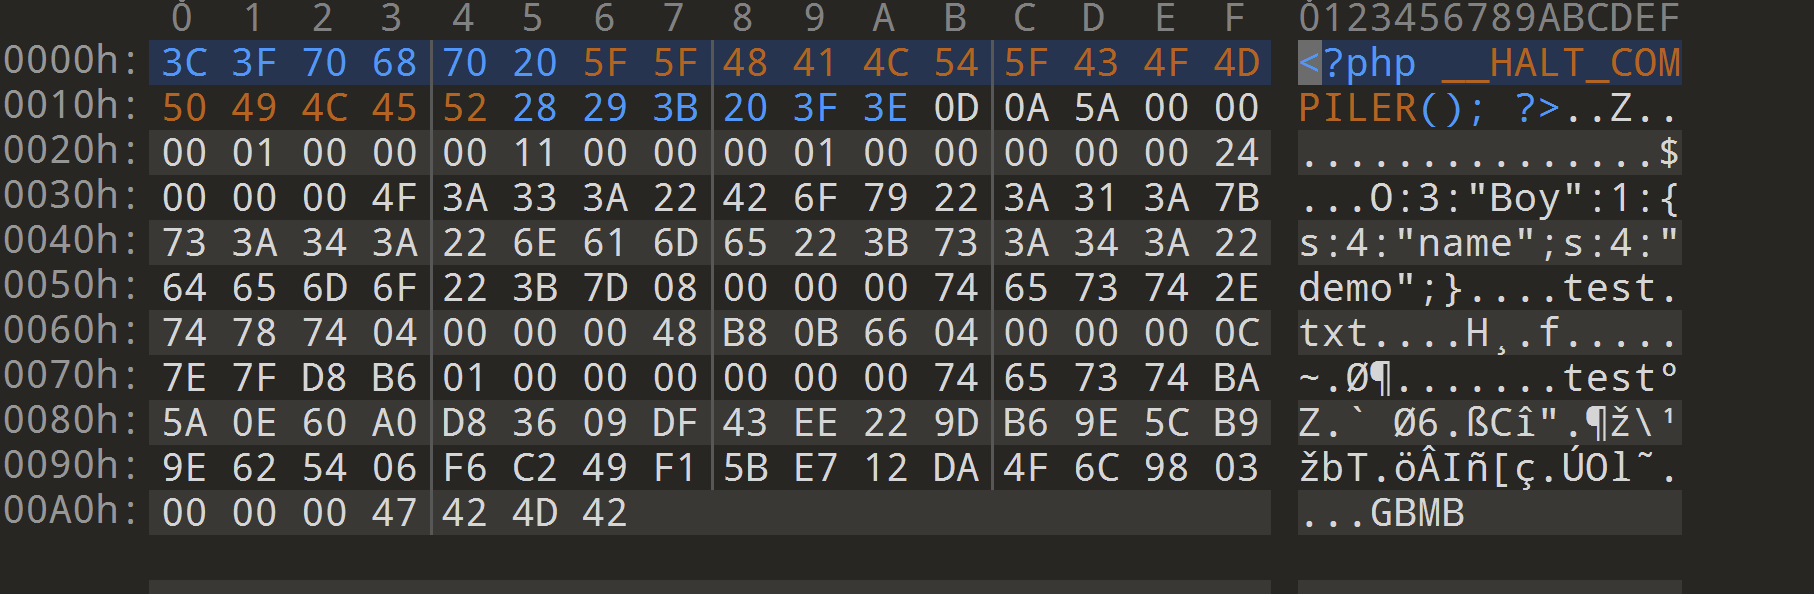 0 1 2 3 4 5 6 7 8 9 A B C D E F 0123456789ABCDEF
0000h: 3C 3F 70 68 70 20 5F 5F 48 41 4C 54 5F 43 4F 4D <?php __HALT_COM
0010h: 50 49 4C 45 52 28 29 3B 20 3F 3E 0D 0A 5A 00 00 PILER(); ?>..Z..
0020h: 00 01 00 00 00 11 00 00 00 01 00 00 00 00 00 24 ...............$
0030h: 00 00 00 4F 3A 33 3A 22 42 6F 79 22 3A 31 3A 7B ...O:3:"Boy":1:{
0040h: 73 3A 34 3A 22 6E 61 6D 65 22 3B 73 3A 34 3A 22 s:4:"name";s:4:"
0050h: 64 65 6D 6F 22 3B 7D 08 00 00 00 74 65 73 74 2E demo";}....test.
0060h: 74 78 74 04 00 00 00 48 B8 0B 66 04 00 00 00 0C txt....H¸.f.....
0070h: 7E 7F D8 B6 01 00 00 00 00 00 00 74 65 73 74 BA ~.Ø¶.......testº
0080h: 5A 0E 60 A0 D8 36 09 DF 43 EE 22 9D B6 9E 5C B9 Z.` Ø6.ßCî".¶ž\¹
0090h: 9E 62 54 06 F6 C2 49 F1 5B E7 12 DA 4F 6C 98 03 žbT.öÂIñ[ç.ÚOl˜.
00A0h: 00 00 00 47 42 4D 42 ...GBMB